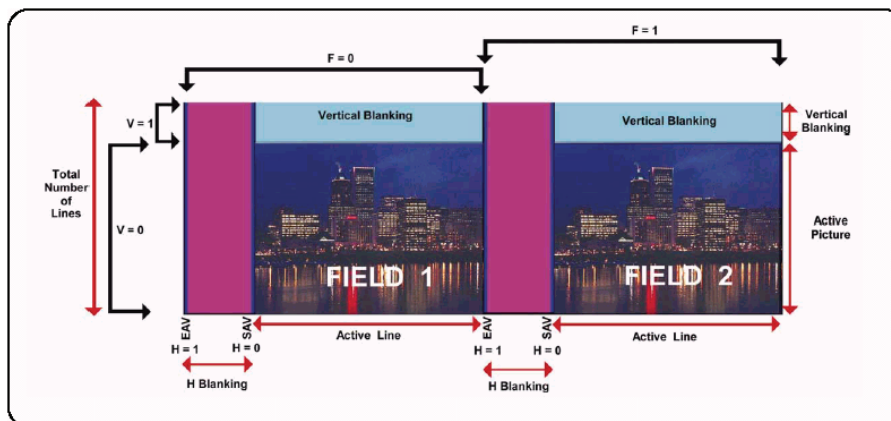 F = 1
F = 0
Vertical Blanking
Vertical Blanking
Vertical
Blanking
V = 1
Total
Number
of
Lines
V = 0
Active
Picture
FIELD 1
FIELD 2
EAV
SAV
EAV
SAV
H = 1
H = 0
Active Line
H = 1
H = 0
Active Line
H Blanking
H Blanking